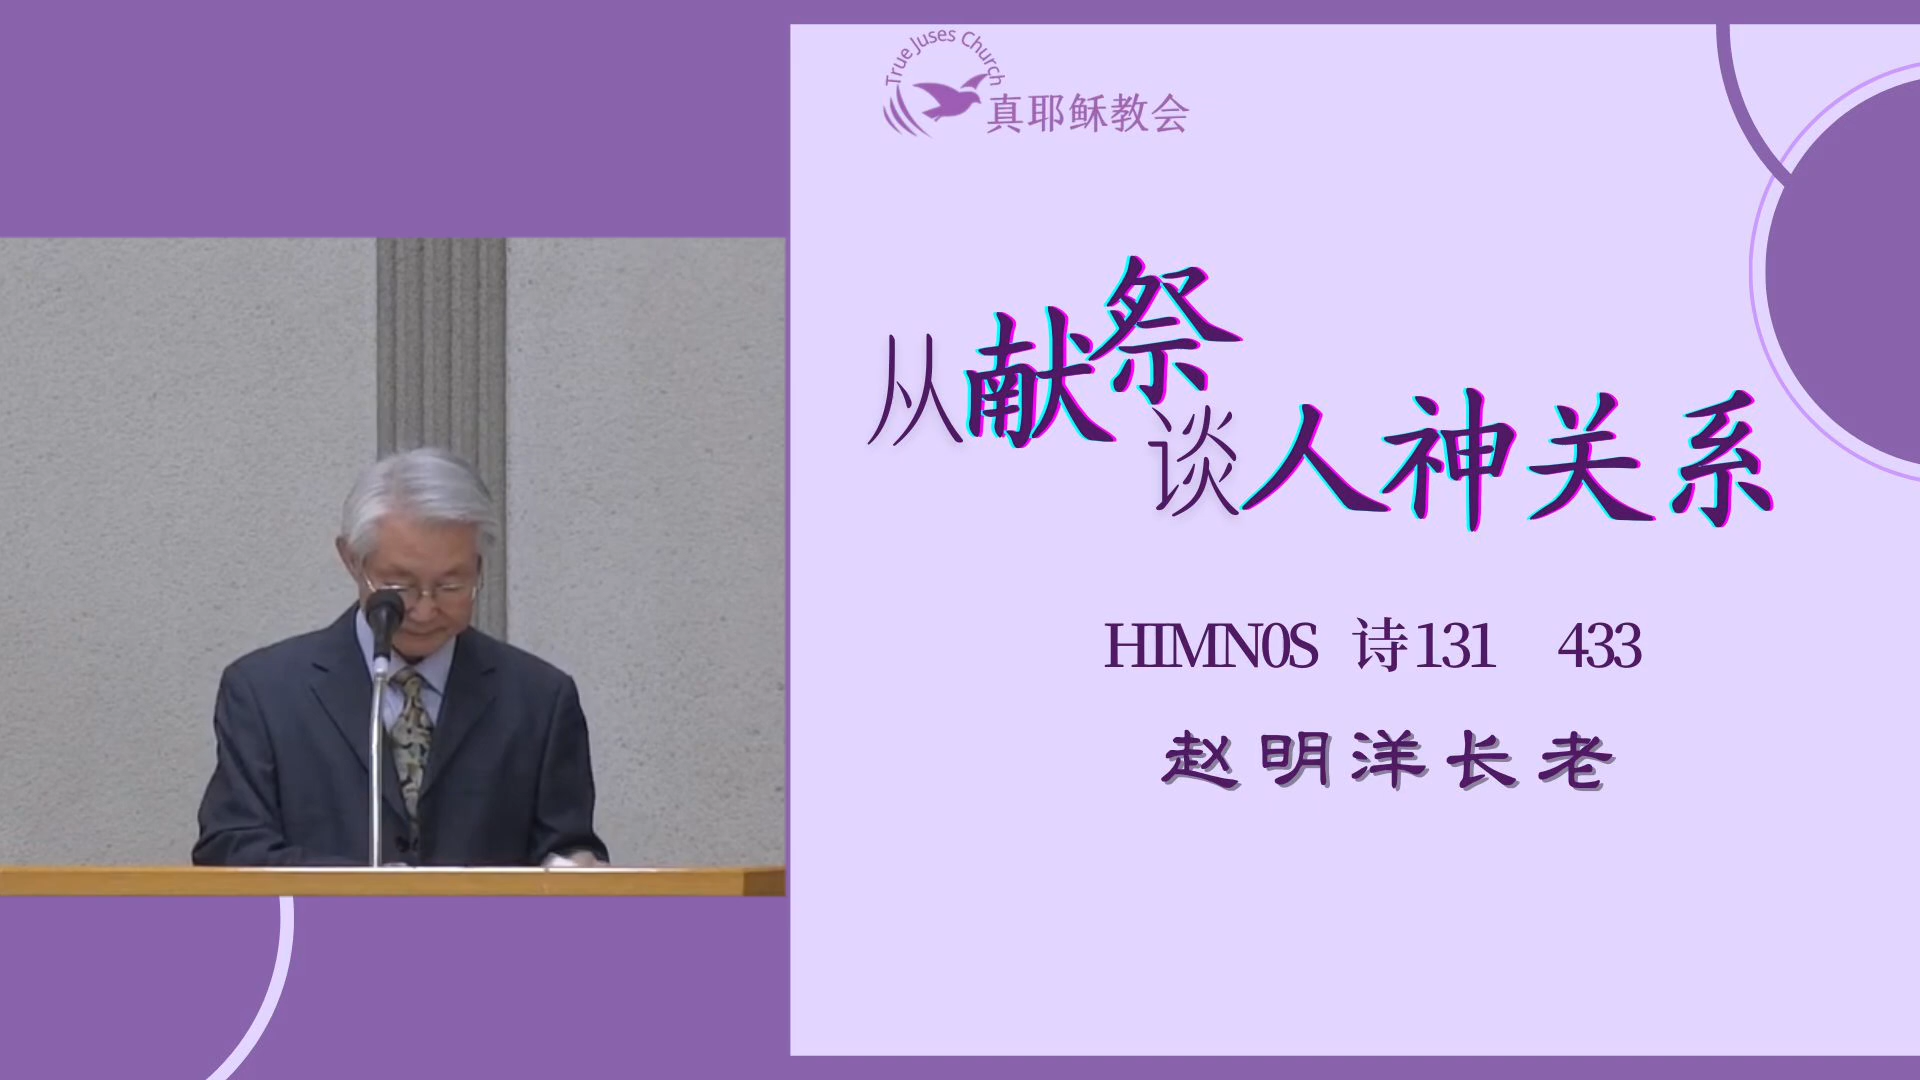 True Juses Church
真耶稣教会
从献祭
谈人神关系
HIMN0S 诗131 433
赵明洋长老